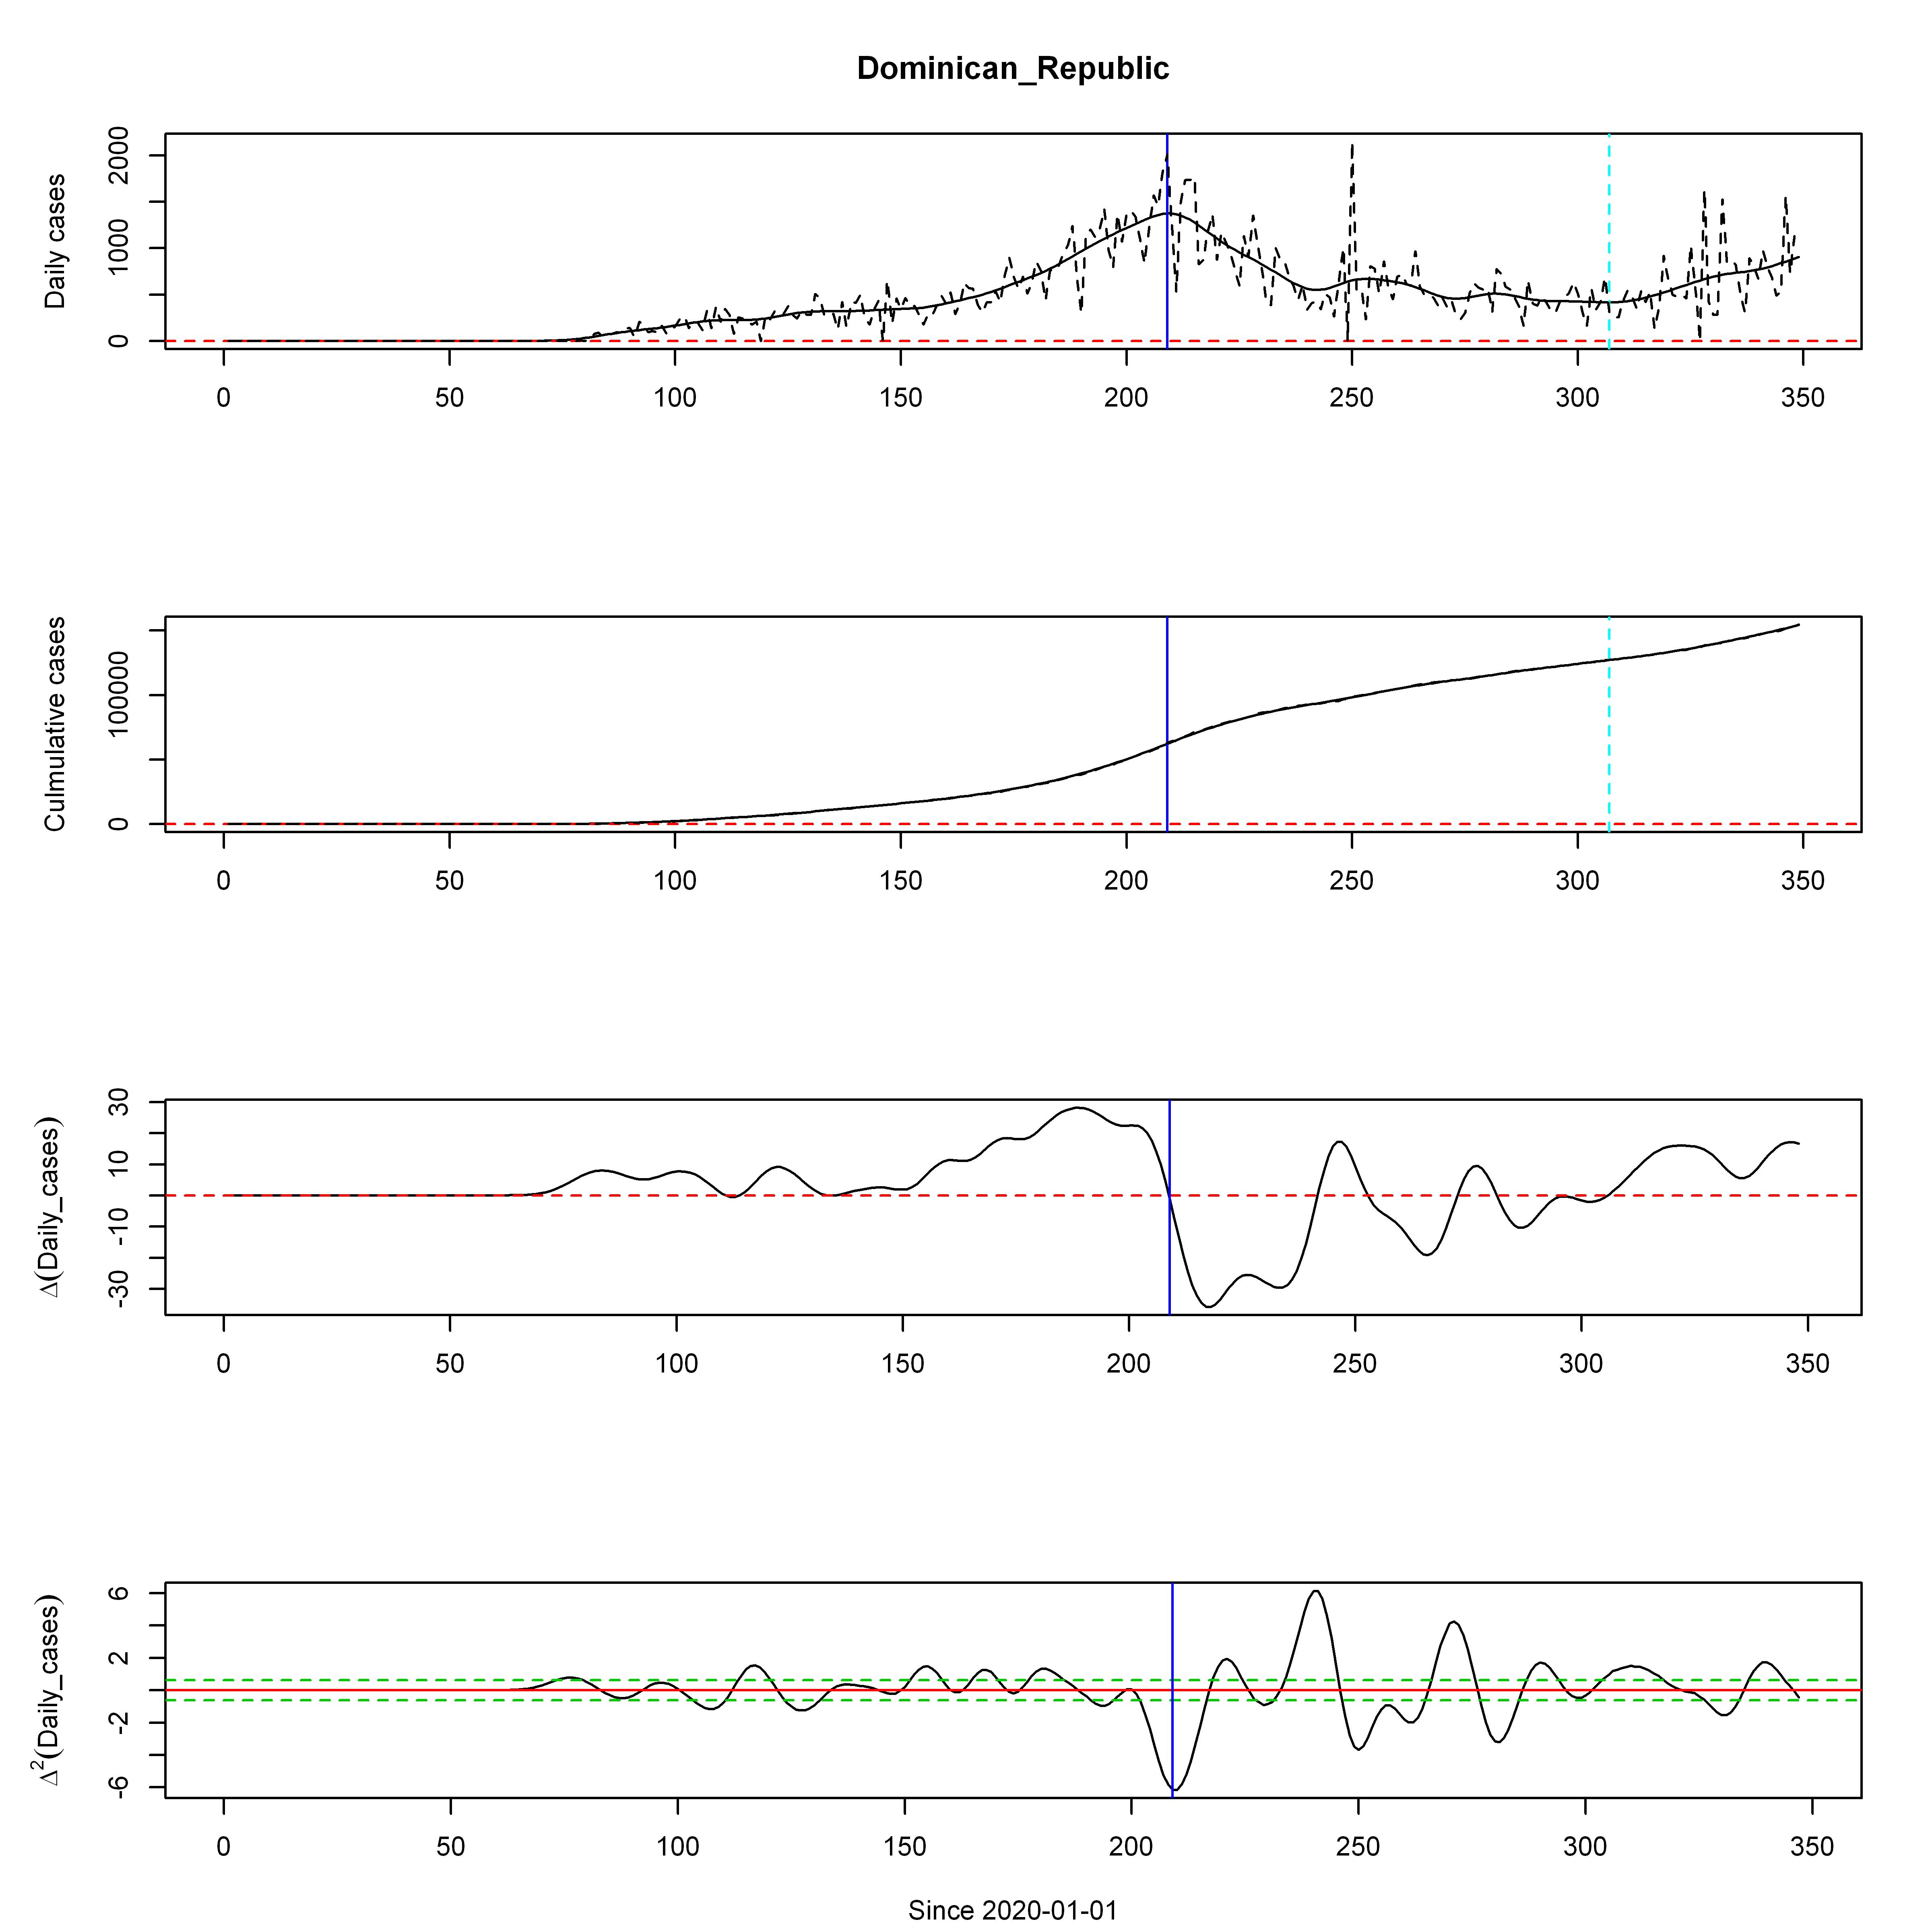 Dominican_Republic
Daily cases
0 1000 2000
0 50 100 150 200 250 300 350
Culmulative cases
0 100000
0 50 100 150 200 250 300 350
Δ(Daily_cases)
-30 -10 10 30
0 50 100 150 200 250 300 350
Δ²(Daily_cases)
-6 -2 2 6
0 50 100 150 200 250 300 350
Since 2020-01-01